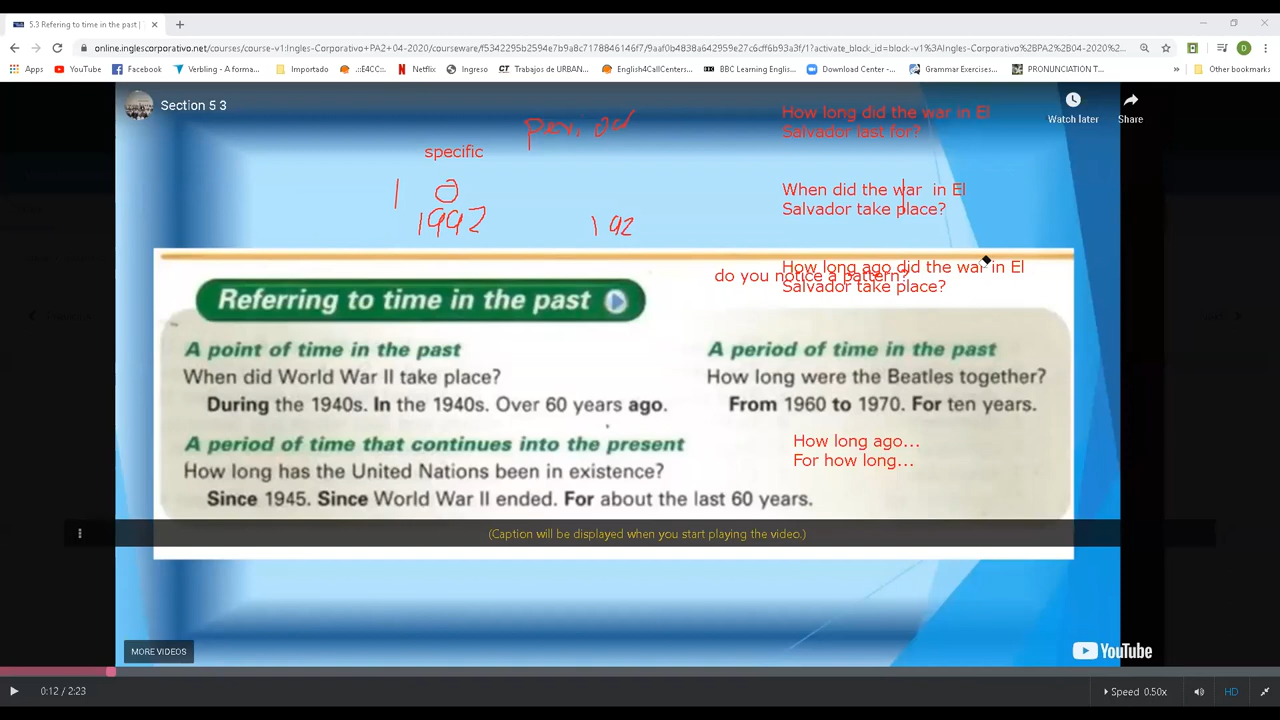 5.3 Refering to time in the past |
online.inglescorporativo.net/courses/course-v1:Ingles-Corporativo+PA2+04-2020/courseware/f5342295b2594e7b9a8c7178846146f7/9aaf0b4838a642959e27c6cff6b93a3f/1?activate_block_id=block-v1%3AIngles-Corporativo%2BPA2%2B04-2020%2...
D
Apps YouTube Facebook Verbling - A forma... Importado .::E4CC::. Netflix Ingreso Trabajos de URBAN... English4CallCenters... BBC Learning Englis... Download Center -... Grammar Exercises... PRONUNCIATION T... » Other bookmarks
Section 5 3
Watch later
Share
How long did the war in El
Salvador last for?
period
specific
When did the war in El
Salvador take place?
1 0
1992
1 92
How long ago did the war in El
Salvador take place?
do you notice a pattern?
Referring to time in the past
A point of time in the past
When did World War II take place?
During the 1940s. In the 1940s. Over 60 years ago.
A period of time in the past
How long were the Beatles together?
From 1960 to 1970. For ten years.
A period of time that continues into the present
How long has the United Nations been in existence?
Since 1945. Since World War II ended. For about the last 60 years.
How long ago...
For how long...
(Caption will be displayed when you start playing the video.)
MORE VIDEOS
YouTube
0:12 / 2:23
Speed 0.50x
HD